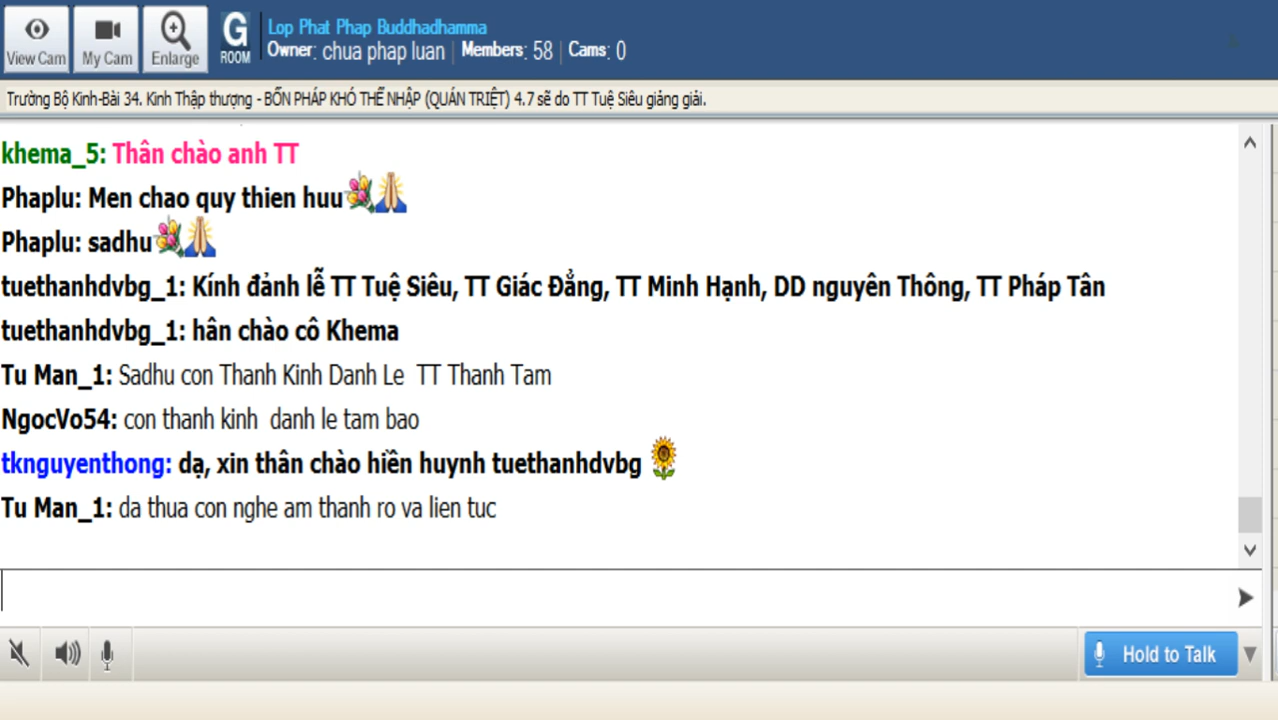 View Cam
My Cam
Enlarge
G ROOM
Lop Phat Phap Buddhadhamma
Owner: chua phap luan | Members: 58 | Cams: 0
Trường Bộ Kinh-Bài 34. Kinh Thập thượng - BỐN PHÁP KHÓ THỂ NHẬP (QUÁN TRIỆT) 4.7 sẽ do TT Tuệ Siêu giảng giải.
khema_5: Thân chào anh TT
Phaplu: Men chao quy thien huu
Phaplu: sadhu
tuethanhdvbg_1: Kính đảnh lễ TT Tuệ Siêu, TT Giác Đẳng, TT Minh Hạnh, DD nguyên Thông, TT Pháp Tân
tuethanhdvbg_1: hân chào cô Khema
Tu Man_1: Sadhu con Thanh Kinh Danh Le TT Thanh Tam
NgocVo54: con thanh kinh danh le tam bao
tknguyenthong: dạ, xin thân chào hiền huynh tuethanhdvbg
Tu Man_1: da thua con nghe am thanh ro va lien tuc
Hold to Talk